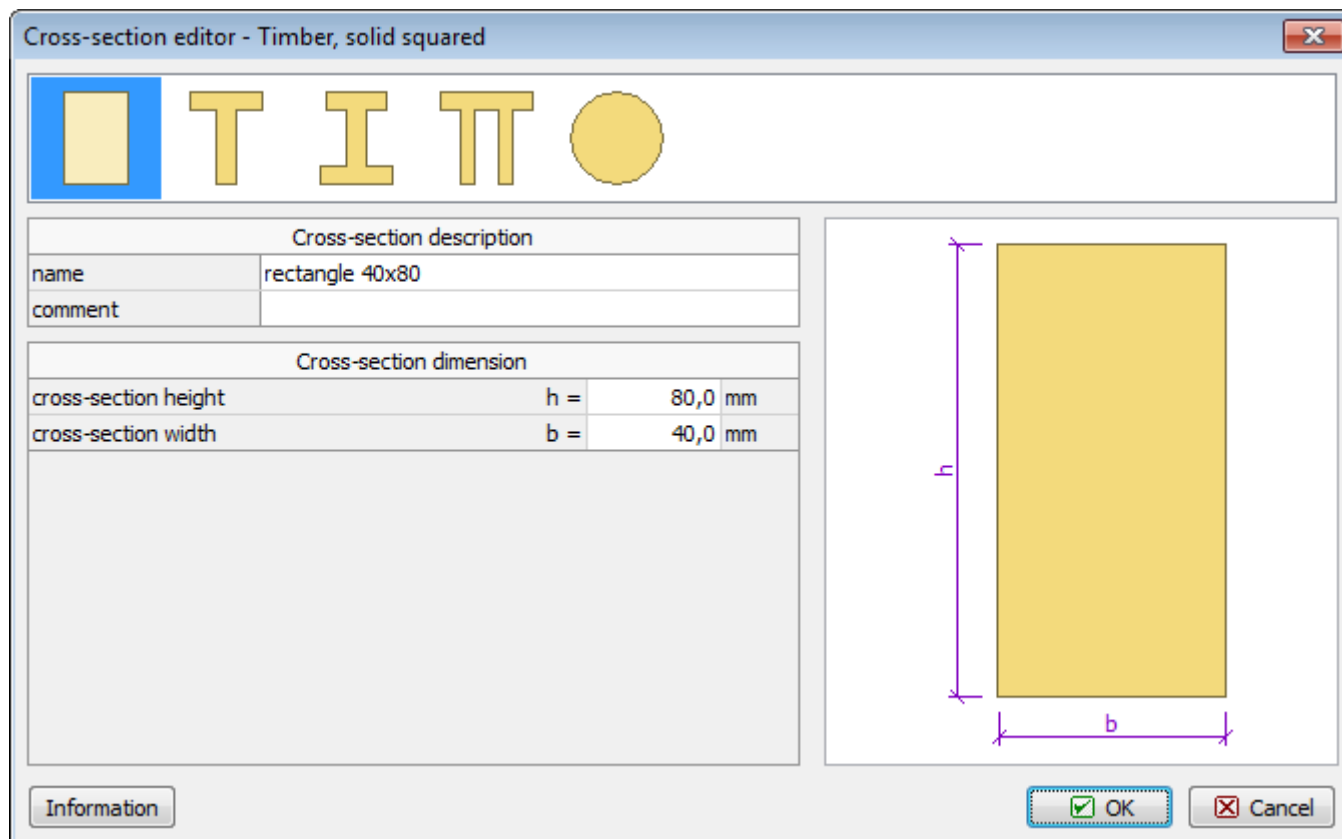 Cross-section editor - Timber, solid squared
Cross-section description
name rectangle 40x80
comment
Cross-section dimension
cross-section height h = 80,0 mm
cross-section width b = 40,0 mm
h
b
Information
OK
Cancel